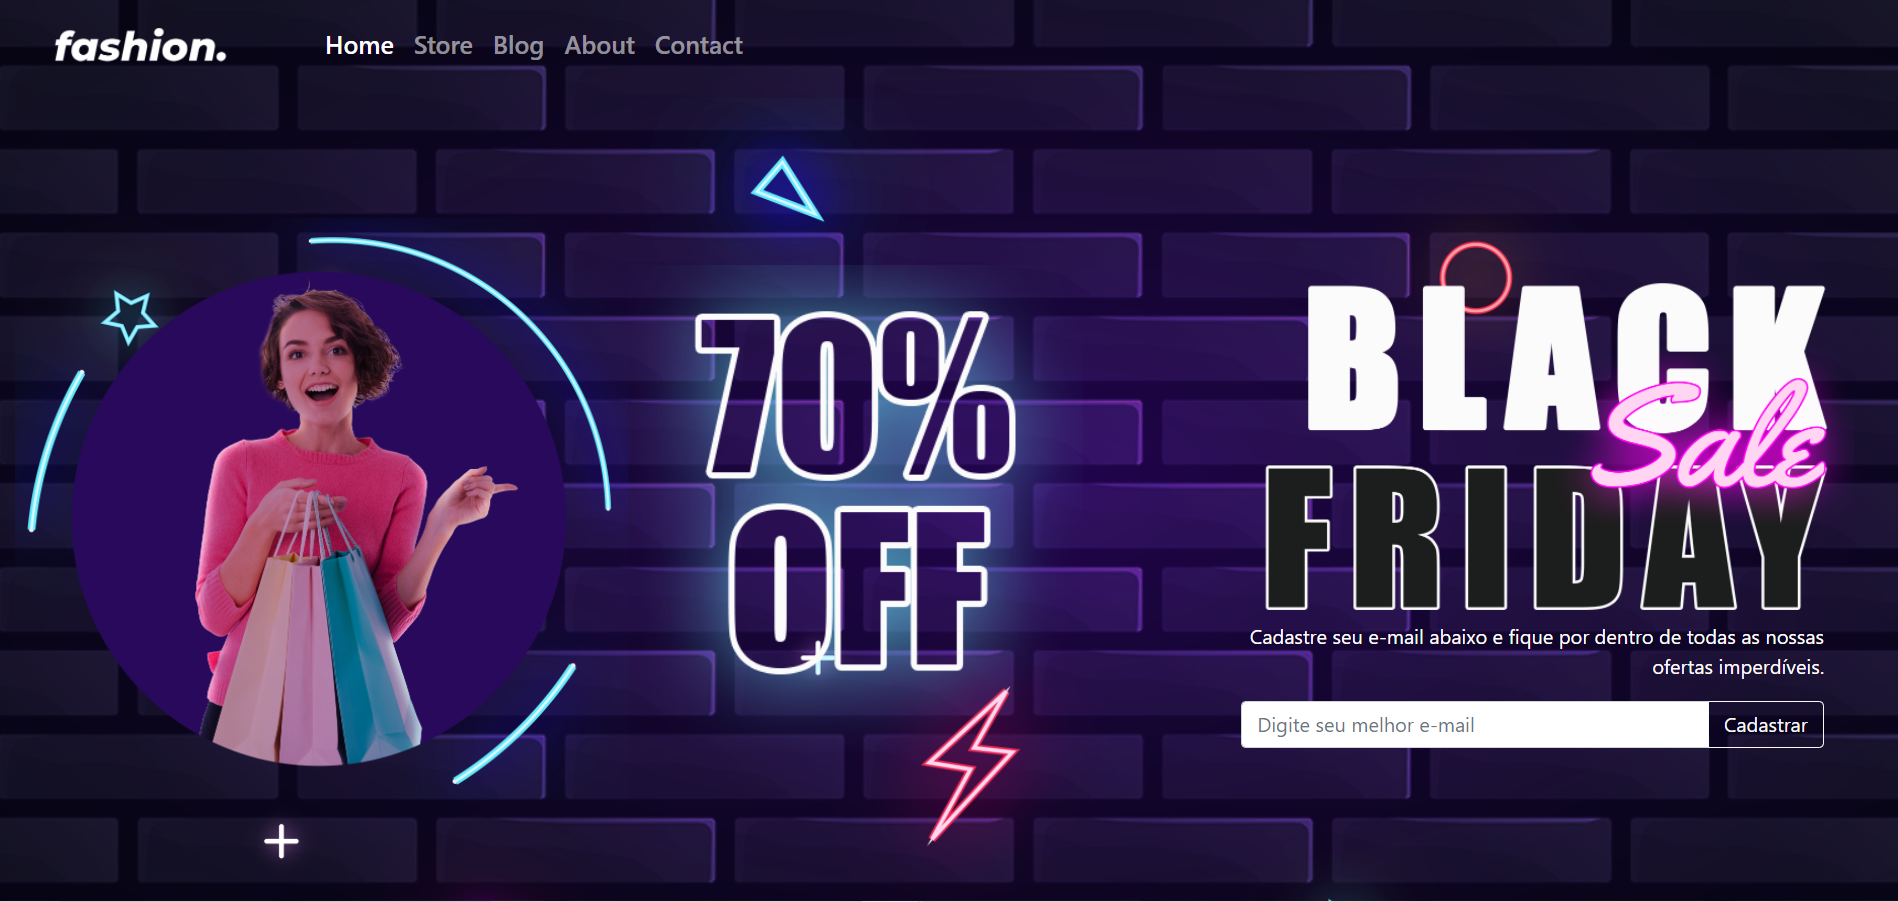 fashion.
Home Store Blog About Contact
70%
OFF
BLACK
Sale
FRIDAY
Cadastre seu e-mail abaixo e fique por dentro de todas as nossas
ofertas imperdíveis.
Digite seu melhor e-mail Cadastrar